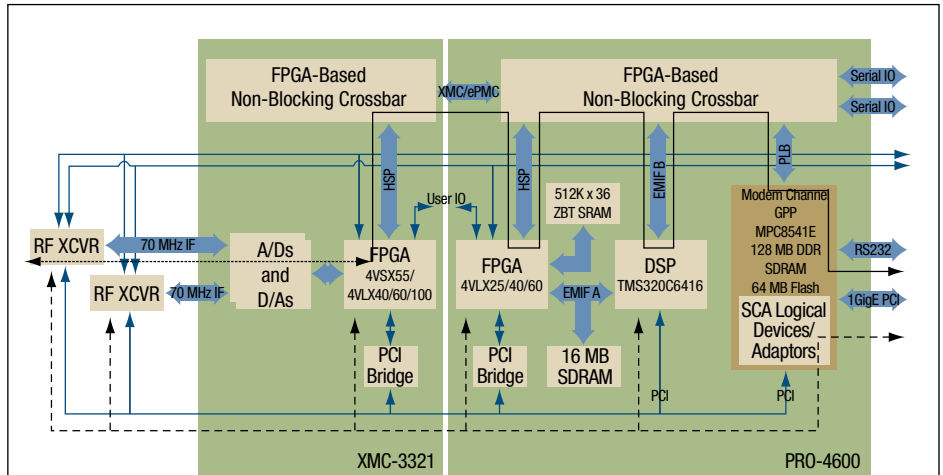 FPGA-Based
Non-Blocking Crossbar
XMC/ePMC
FPGA-Based
Non-Blocking Crossbar
Serial IO
Serial IO
HSP
HSP
EMIF B
PLB
User IO
512K x 36
ZBT SRAM
RF XCVR
70 MHz IF
RF XCVR
70 MHz IF
A/Ds
and
D/As
FPGA
4VSX55/
4VLX40/60/100
FPGA
4VLX25/40/60
EMIF A
DSP
TMS320C6416
Modem Channel
GPP
MPC8541E
128 MB DDR
SDRAM
64 MB Flash
SCA Logical
Devices/
Adaptors
RS232
1GigE PCI
PCI
Bridge
PCI
Bridge
16 MB
SDRAM
PCI
PCI
XMC-3321
PRO-4600